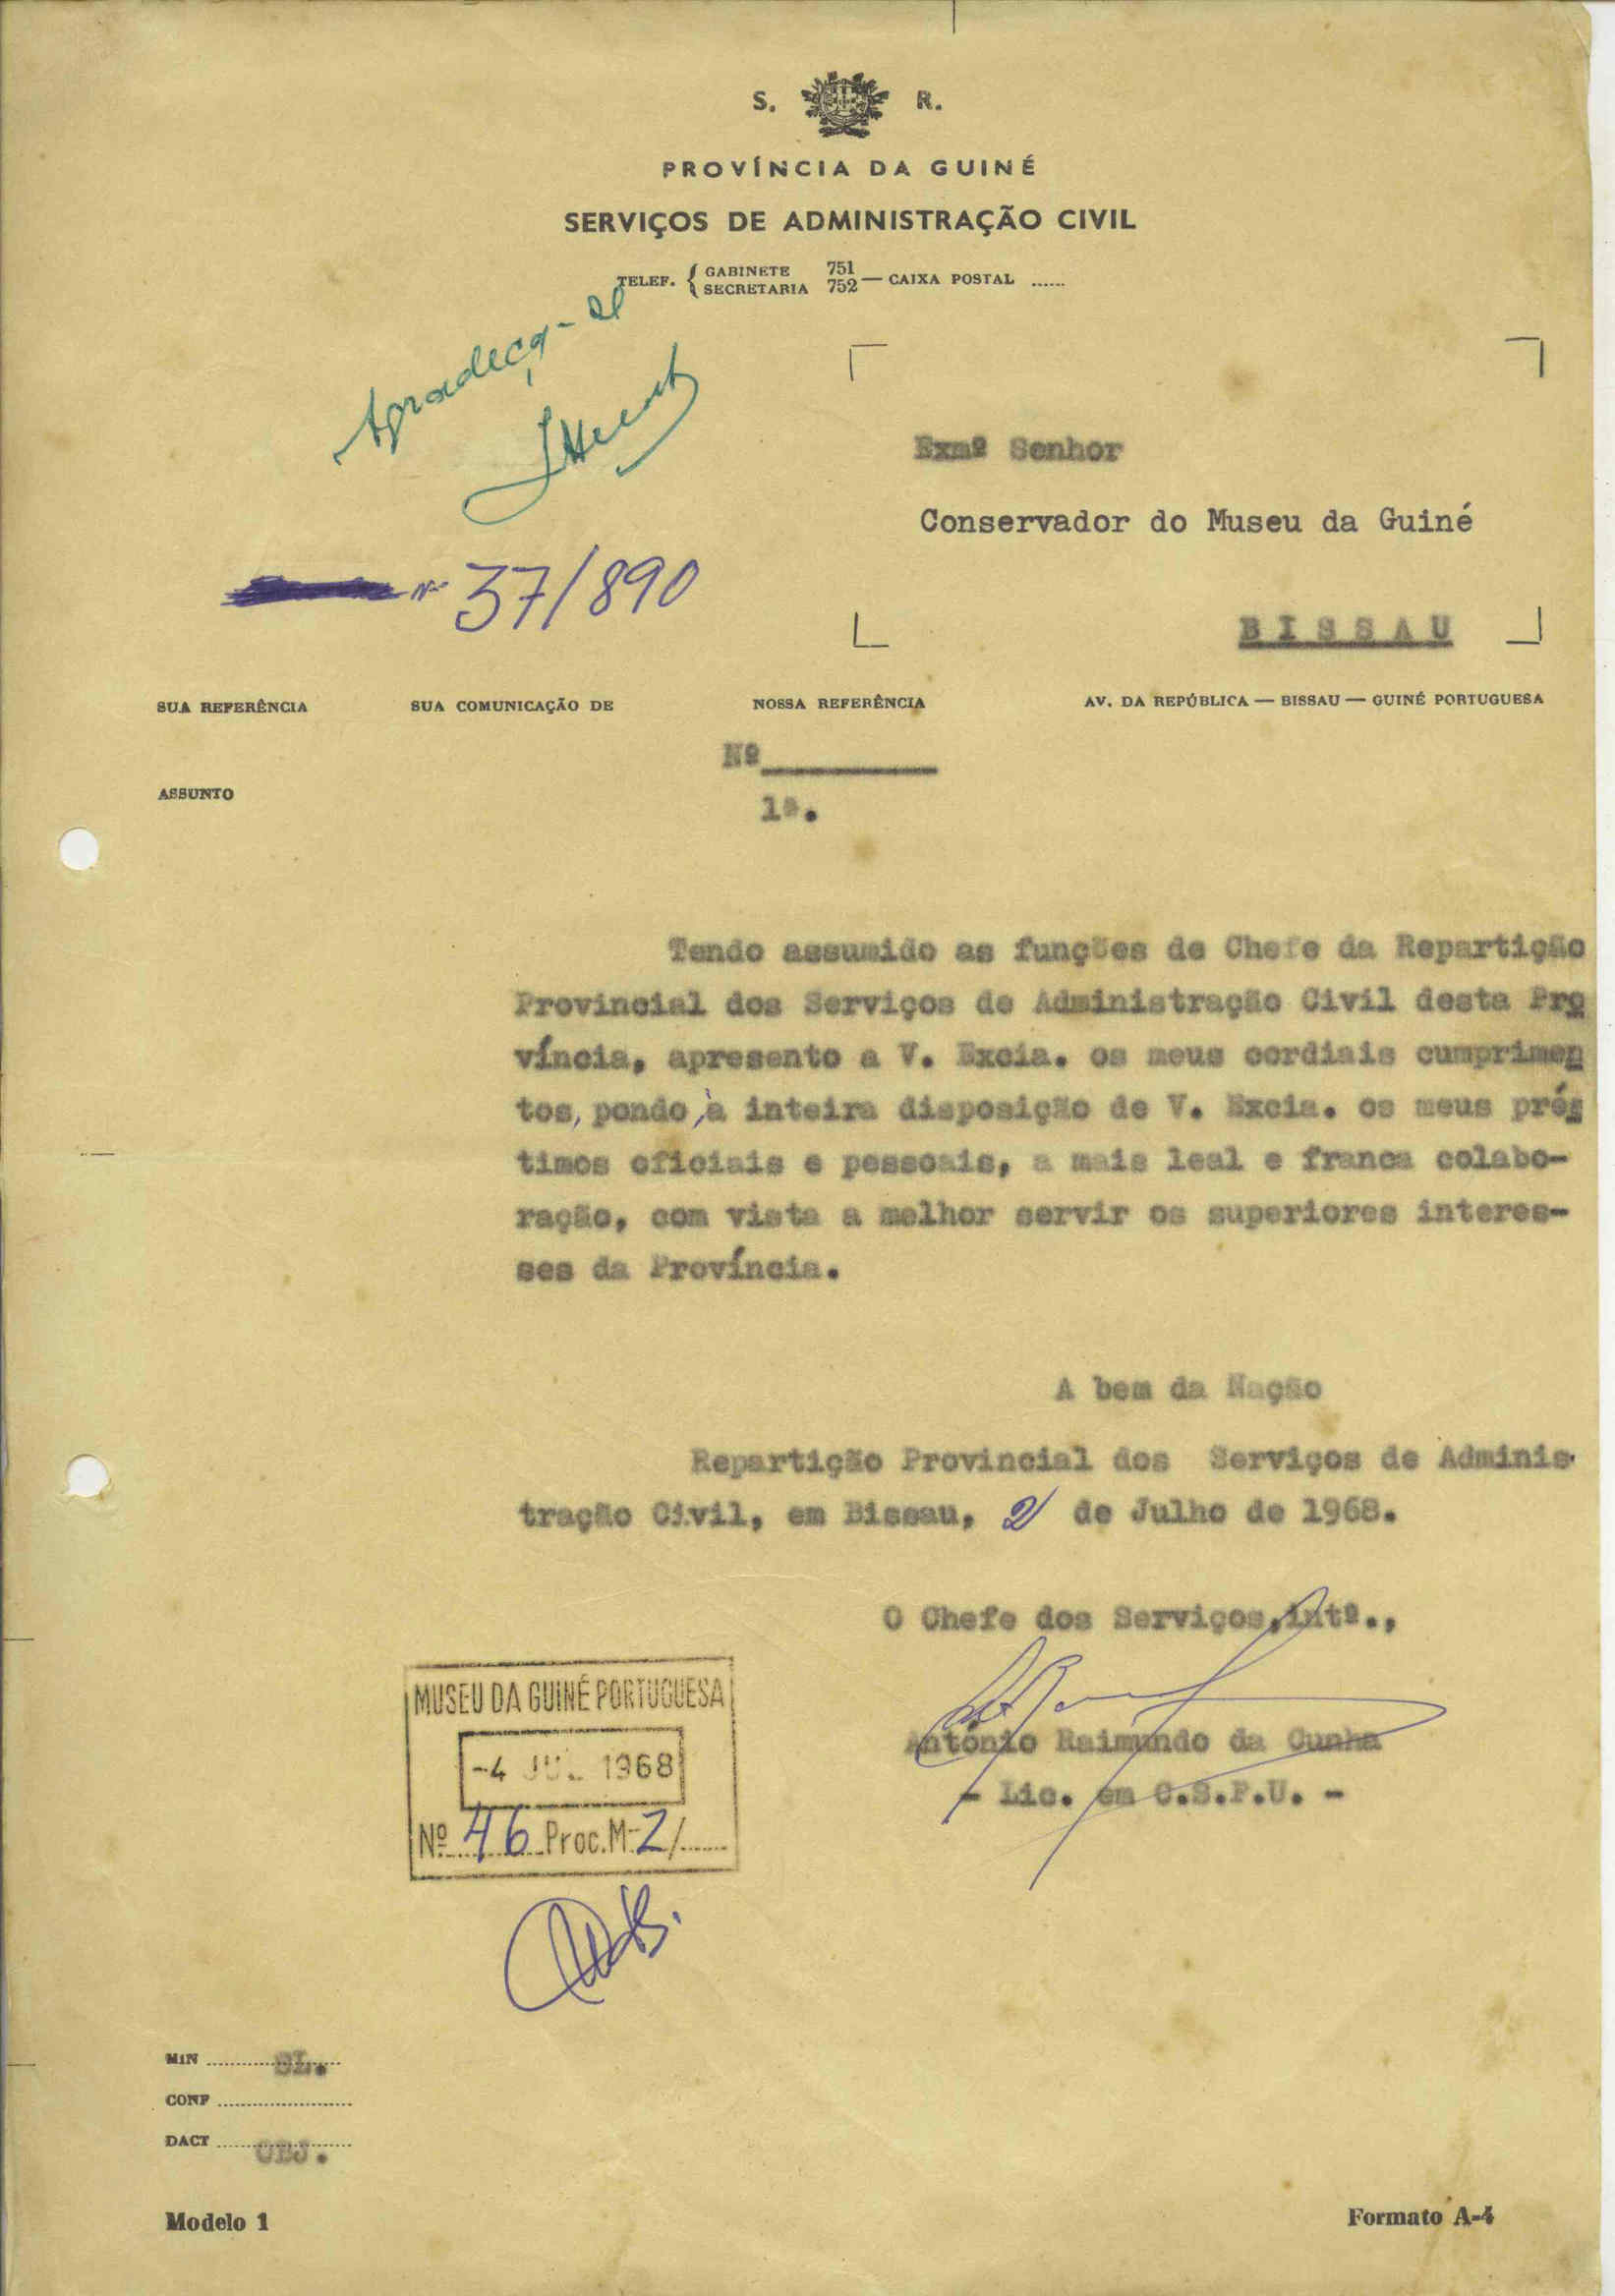 S. R.
PROVÍNCIA DA GUINÉ
SERVIÇOS DE ADMINISTRAÇÃO CIVIL
TELEF. { GABINETE 751
SECRETARIA 752 — CAIXA POSTAL ......
Agradeça-se
Exmº Senhor
Conservador do Museu da Guiné
Nº 37/890
BISSAU
SUA REFERÊNCIA SUA COMUNICAÇÃO DE NOSSA REFERÊNCIA AV. DA REPÚBLICA — BISSAU — GUINÉ PORTUGUESA
Nº__________
ASSUNTO
1ª.
Tendo assumido as funções de Chefe da Repartição
Provincial dos Serviços de Administração Civil desta Pro
víncia, apresento a V. Excia. os meus cordiais cumprimen
tos, pondo, à inteira disposição de V. Excia. os meus prés
timos oficiais e pessoais, a mais leal e franca colabo-
ração, com vista a melhor servir os superiores interes-
ses da Província.
A bem da Nação
Repartição Provincial dos Serviços de Adminis-
tração Civil, em Bissau, 2 de Julho de 1968.
O Chefe dos Serviços, intº.,
António Raimundo da Cunha
- Lic. em C.S.P.U. -
MUSEU DA GUINÉ PORTUGUESA
-4 JUL 1968
Nº 46 Proc. M-2/......
MIN SL.
CONF
DACT OBJ.
Modelo 1 Formato A-4